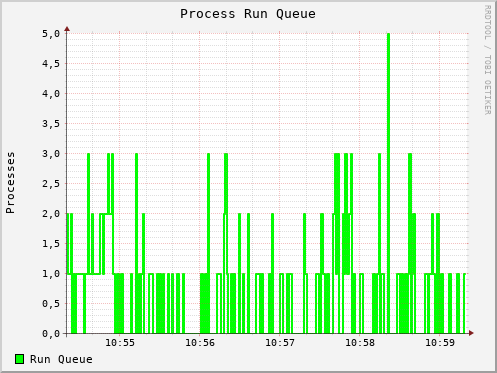 Process Run Queue
RRDTOOL / TOBI OETIKER
Processes
5,0
4,5
4,0
3,5
3,0
2,5
2,0
1,5
1,0
0,5
0,0
10:55 10:56 10:57 10:58 10:59
Run Queue